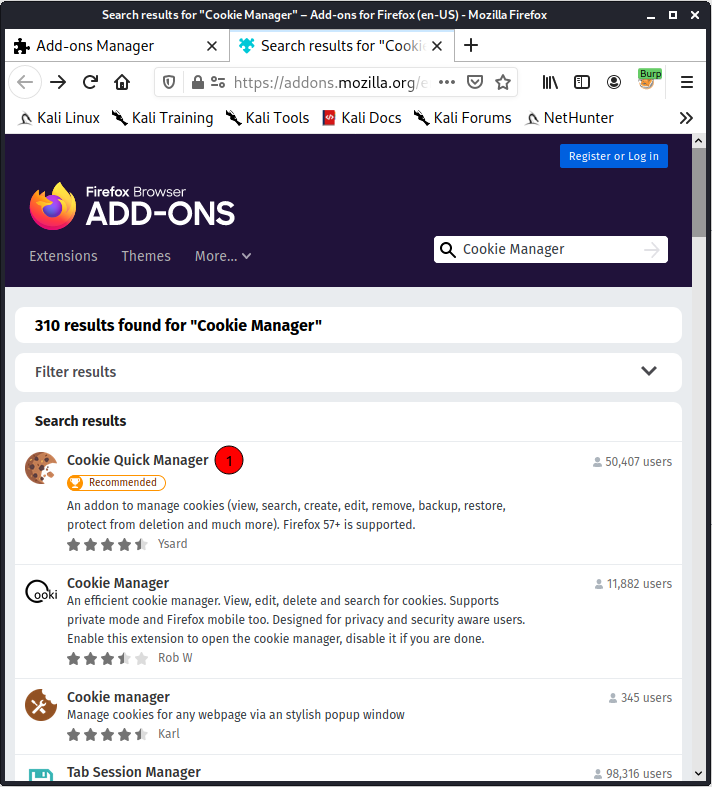 Search results for "Cookie Manager" – Add-ons for Firefox (en-US) - Mozilla Firefox
Add-ons Manager
Search results for "Cooki
https://addons.mozilla.org/e
Burp
Kali Linux
Kali Training
Kali Tools
Kali Docs
Kali Forums
NetHunter
Register or Log in
Firefox Browser
ADD-ONS
Extensions
Themes
More...
Cookie Manager
310 results found for "Cookie Manager"
Filter results
Search results
Cookie Quick Manager
1
50,407 users
Recommended
An addon to manage cookies (view, search, create, edit, remove, backup, restore,
protect from deletion and much more). Firefox 57+ is supported.
Ysard
ooki
Cookie Manager
11,882 users
An efficient cookie manager. View, edit, delete and search for cookies. Supports
private mode and Firefox mobile too. Designed for privacy and security aware users.
Enable this extension to open the cookie manager, disable it if you are done.
Rob W
Cookie manager
345 users
Manage cookies for any webpage via an stylish popup window
Karl
Tab Session Manager
98,316 users